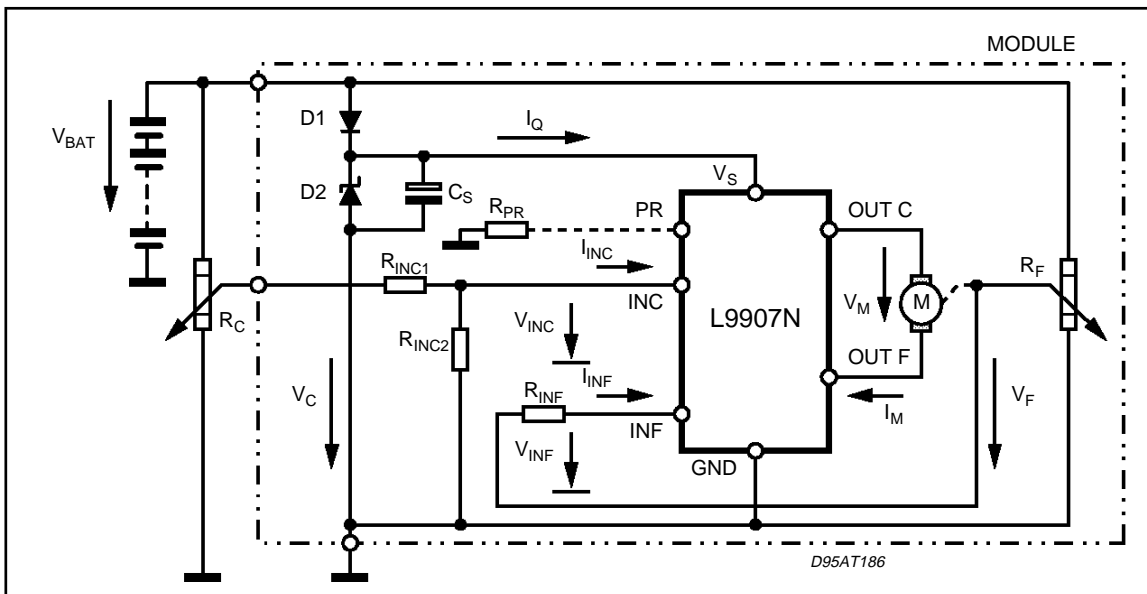 MODULE
D1
I_Q
V_BAT
D2
C_S
V_S
PR
R_PR
OUT C
I_INC
R_F
R_INC1
INC
V_M
M
R_C
V_INC
L9907N
R_INC2
OUT F
I_INF
V_C
R_INF
V_F
INF
I_M
V_INF
GND
D95AT186